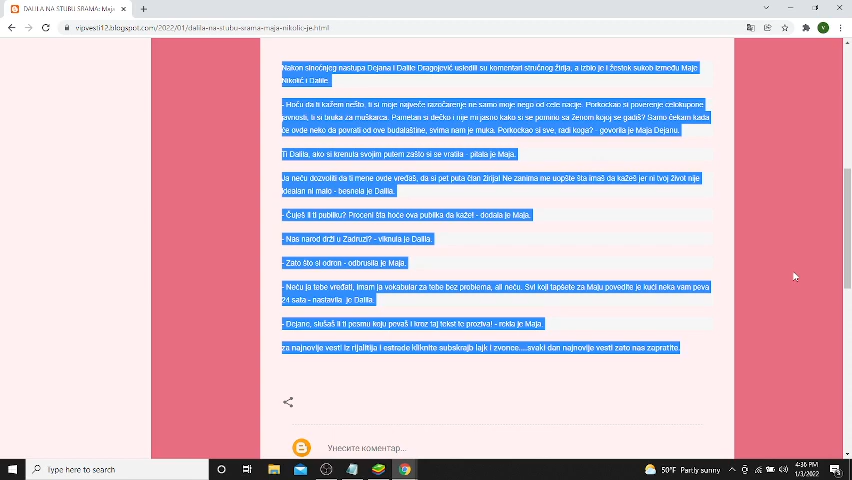 DALILA NA STUBU SRAMA: Maja
vipvesti12.blogspot.com/2022/01/dalila-na-stubu-srama-maja-nikolic-je.html
V
Nakon sinoćnjeg nastupa Dejana i Dalile Dragojević usledili su komentari stručnog žirija, a izbio je i žestok sukob između Maje
Nikolić i Dalile.
- Hoću da ti kažem nešto, ti si moje najveće razočarenje ne samo moje nego od cele nacije. Porkockao si poverenje celokupone
javnosti, ti si bruka za muškarca. Pametan si dečko i nije mi jasno kako si se pomirio sa ženom kojoj se gadiš? Samo čekam kada
će ovde neko da povrati od ove budalaštine, svima nam je muka. Porkockao si sve, radi koga? - govorila je Maja Dejanu.
Ti Dalila, ako si krenula svojim putem zašto si se vratila - pitala je Maja.
Ja neću dozvoliti da ti mene ovde vređaš, da si pet puta član žirija! Ne zanima me uopšte šta imaš da kažeš jer ni tvoj život nije
idealan ni malo - besnela je Dalila.
- Čuješ li ti publiku? Proceni šta hoće ova publika da kaže! - dodala je Maja.
- Nas narod drži u Zadruzi? - viknula je Dalila.
- Zato što si odron - odbrusila je Maja.
- Neću ja tebe vređati, imam ja vokabular za tebe bez problema, ali neću. Svi koji tapšete za Maju povedite je kući neka vam peva
24 sata - nastavila je Dalila.
- Dejane, slušaš li ti pesmu koju pevaš i kroz taj tekst te proziva! - rekla je Maja.
za najnovije vesti iz rijalitija i estrade kliknite subskrajb lajk i zvonce....svaki dan najnovije vesti zato nas zapratite.
Унесите коментар...
Type here to search
50°F Partly sunny
4:36 PM
1/3/2022